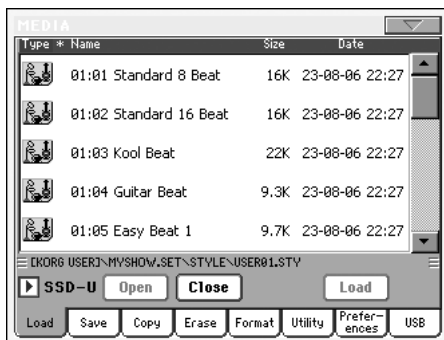 MEDIA
Type * Name Size Date
01:01 Standard 8 Beat 16K 23-08-06 22:27
01:02 Standard 16 Beat 16K 23-08-06 22:27
01:03 Kool Beat 22K 23-08-06 22:27
01:04 Guitar Beat 9.3K 23-08-06 22:27
01:05 Easy Beat 1 9.7K 23-08-06 22:27
[KORG USER]\MYSHOW.SET\STYLE\USER01.STY
SSD-U Open Close Load
Load Save Copy Erase Format Utility Prefer-ences USB